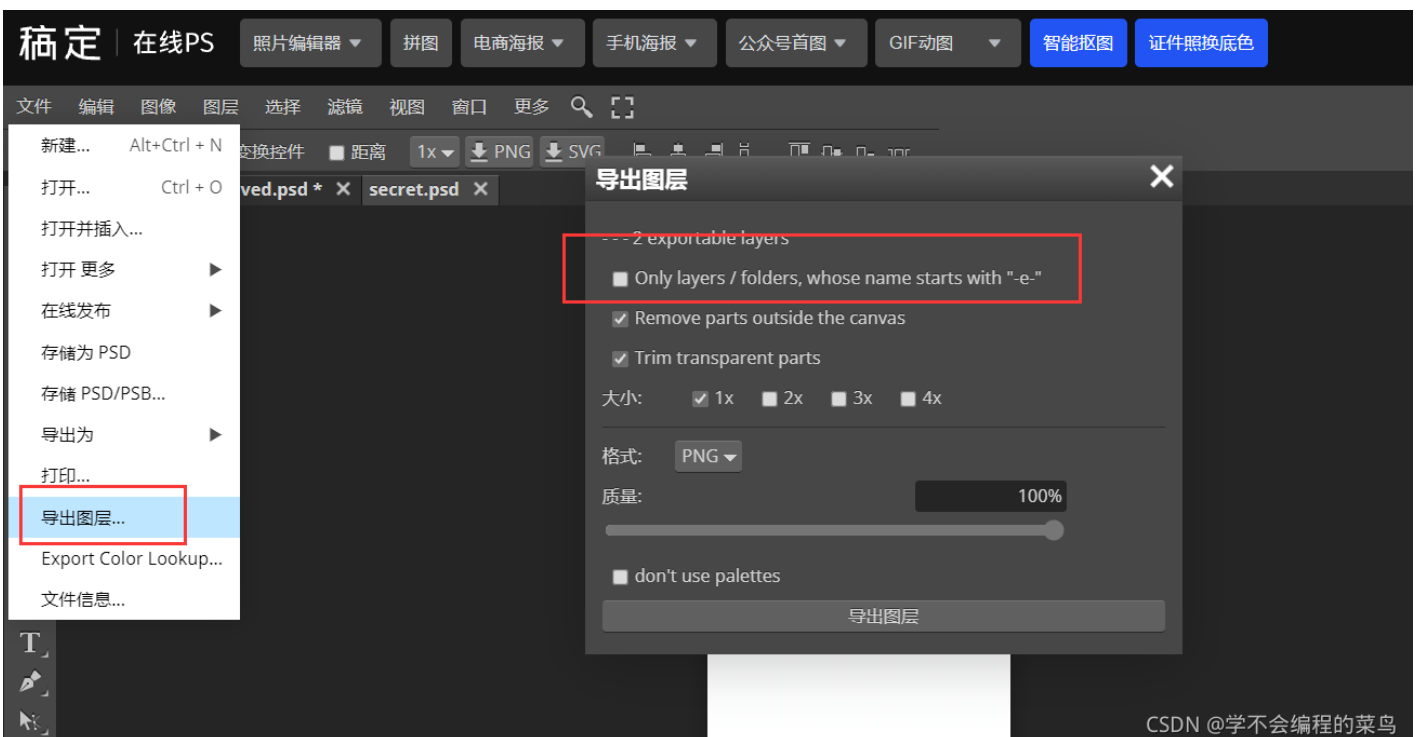 稿定 在线PS 照片编辑器 拼图 电商海报 手机海报 公众号首图 GIF动图 智能抠图 证件照换底色
文件 编辑 图像 图层 选择 滤镜 视图 窗口 更多
新建... Alt+Ctrl + N 变换控件 距离 1x PNG SVG
打开... Ctrl + O ved.psd * secret.psd
导出图层
打开并插入...
打开 更多
在线发布
存储为 PSD
存储 PSD/PSB...
导出为
打印...
导出图层...
Export Color Lookup...
文件信息...
- - - 2 exportable layers
Only layers / folders, whose name starts with "-e-"
Remove parts outside the canvas
Trim transparent parts
大小: 1x 2x 3x 4x
格式: PNG
质量: 100%
don't use palettes
导出图层
T
CSDN @学不会编程的菜鸟